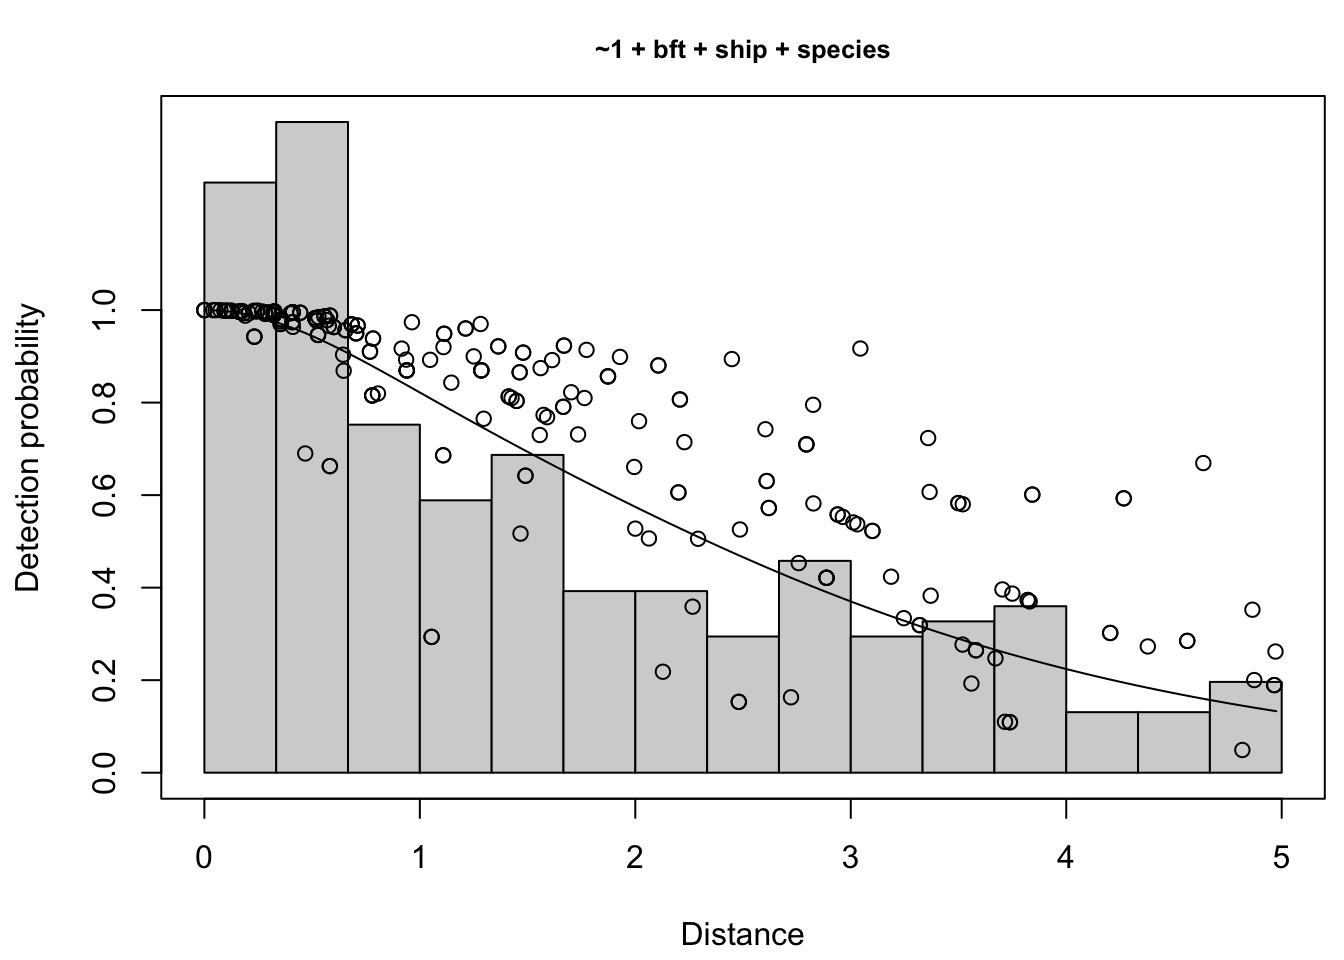 ~1 + bft + ship + species
Detection probability
1.0
0.8
0.6
0.4
0.2
0.0
0 1 2 3 4 5
Distance